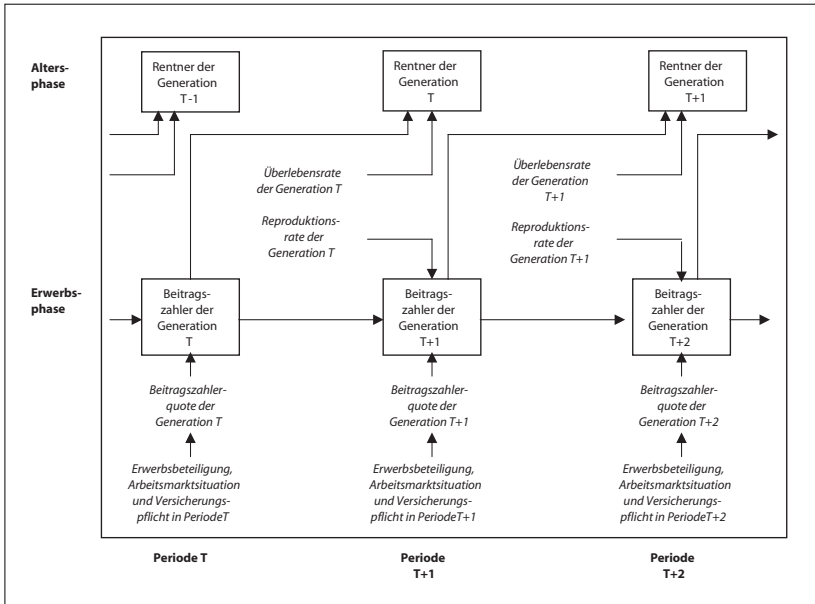 Alters-
phase
Rentner der
Generation
T-1
Rentner der
Generation
T
Rentner der
Generation
T+1
Überlebensrate
der Generation T
Überlebensrate
der Generation
T+1
Reproduktions-
rate der
Generation T
Reproduktions-
rate der
Generation T+1
Erwerbs-
phase
Beitrags-
zahler der
Generation
T
Beitrags-
zahler der
Generation
T+1
Beitrags-
zahler der
Generation
T+2
Beitragszahler-
quote der
Generation T
Beitragszahler-
quote der
Generation T+1
Beitragszahler-
quote der
Generation T+2
Erwerbsbeteiligung,
Arbeitsmarktsituation
und Versicherungs-
pflicht in PeriodeT
Erwerbsbeteiligung,
Arbeitsmarktsituation
und Versicherungs-
pflicht in PeriodeT+1
Erwerbsbeteiligung,
Arbeitsmarktsituation
und Versicherungs-
pflicht in PeriodeT+2
Periode T
Periode
T+1
Periode
T+2